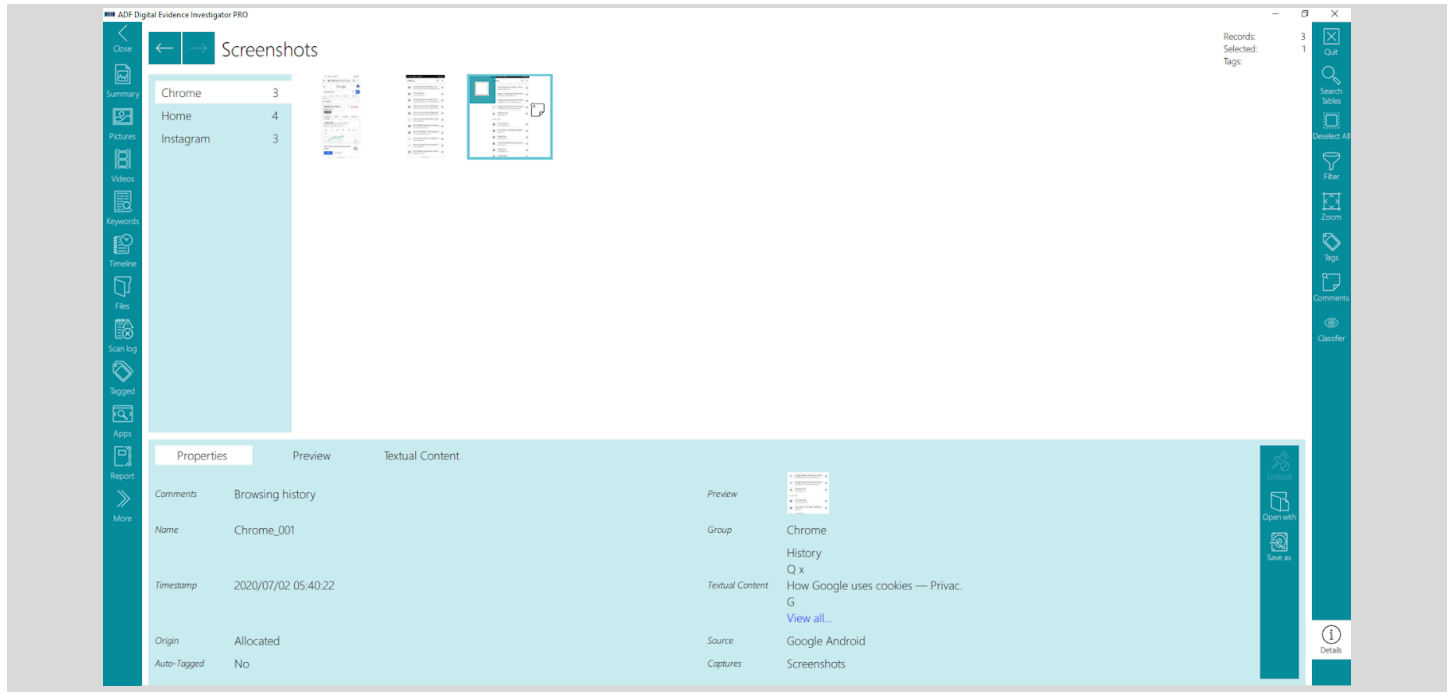 ADF Digital Evidence Investigator PRO
Close
Screenshots
Records: 3
Selected: 1
Tags:
Quit
Summary
Pictures
Videos
Keywords
Timeline
Files
Scan log
Tagged
Apps
Report
More
Chrome 3
Home 4
Instagram 3
Search
Tables
Deselect All
Filter
Zoom
Tags
Comments
Classifier
Properties Preview Textual Content
Comments Browsing history
Preview
Name Chrome_001
Group Chrome
Timestamp 2020/07/02 05:40:22
Textual Content
History
Q x
How Google uses cookies — Privac.
G
View all...
Origin Allocated
Source Google Android
Auto-Tagged No
Captures Screenshots
Undock
Open with
Save as
Details